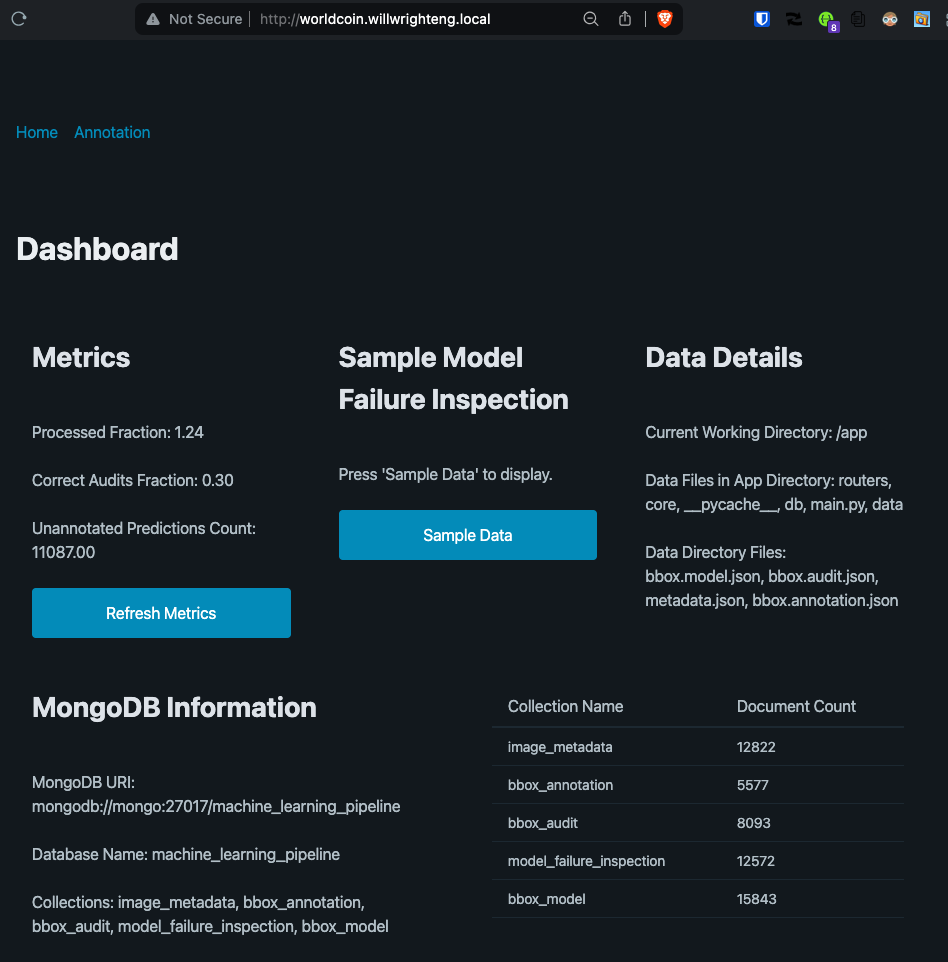 Not Secure http://worldcoin.willwrighteng.local
8
Home Annotation
Dashboard
Metrics
Processed Fraction: 1.24
Correct Audits Fraction: 0.30
Unannotated Predictions Count:
11087.00
Refresh Metrics
Sample Model
Failure Inspection
Press 'Sample Data' to display.
Sample Data
Data Details
Current Working Directory: /app
Data Files in App Directory: routers,
core, __pycache__, db, main.py, data
Data Directory Files:
bbox.model.json, bbox.audit.json,
metadata.json, bbox.annotation.json
MongoDB Information
MongoDB URI:
mongodb://mongo:27017/machine_learning_pipeline
Database Name: machine_learning_pipeline
Collections: image_metadata, bbox_annotation,
bbox_audit, model_failure_inspection, bbox_model
Collection Name Document Count
image_metadata 12822
bbox_annotation 5577
bbox_audit 8093
model_failure_inspection 12572
bbox_model 15843